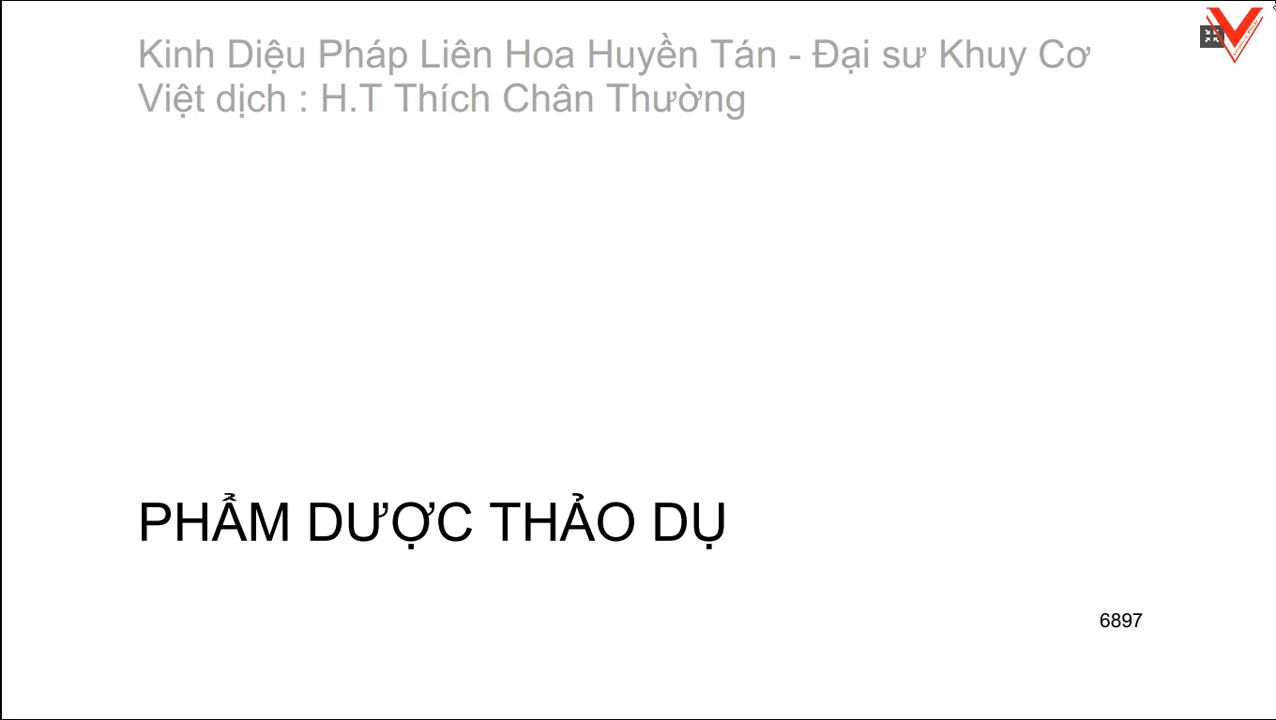 Kinh Diệu Pháp Liên Hoa Huyền Tán - Đại sư Khuy Cơ
Việt dịch : H.T Thích Chân Thường
PHẨM DƯỢC THẢO DỤ
6897